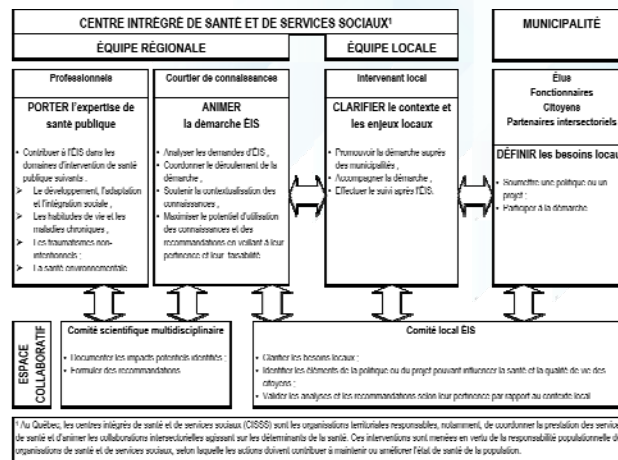 CENTRE INTRÉGRÉ DE SANTÉ ET DE SERVICES SOCIAUX¹
MUNICIPALITÉ
ÉQUIPE RÉGIONALE
ÉQUIPE LOCALE
Professionnels
PORTER l'expertise de
santé publique
• Contribuer à l'ÉIS dans les
domaines d'intervention de santé
publique suivants :
➢ Le développement, l'adaptation
et l'intégration sociale ;
➢ Les habitudes de vie et les
maladies chroniques ;
➢ Les traumatismes non-
intentionnels ;
➢ La santé environnementale
Courtier de connaissances
ANIMER
la démarche ÉIS
• Analyser les demandes d'ÉIS ;
• Coordonner le déroulement de la
démarche ;
• Soutenir la contextualisation des
connaissances ;
• Maximiser le potentiel d'utilisation
des connaissances et des
recommandations en veillant à leur
pertinence et leur faisabilité
Intervenant local
CLARIFIER le contexte et
les enjeux locaux
• Promouvoir la démarche auprès
des municipalités ;
• Accompagner la démarche ;
• Effectuer le suivi après l'ÉIS.
Élus
Fonctionnaires
Citoyens
Partenaires intersectoriels
DÉFINIR les besoins locau
• Soumettre une politique ou un
projet ;
• Participer à la démarche
ESPACE
COLLABORATIF
Comité scientifique multidisciplinaire
• Documenter les impacts potentiels identifiés ;
• Formuler des recommandations
Comité local ÉIS
• Clarifier les besoins locaux ;
• Identifier les éléments de la politique ou du projet pouvant influencer la santé et la qualité de vie des
citoyens ;
• Valider les analyses et les recommandations selon leur pertinence par rapport au contexte local
¹ Au Québec, les centres intégrés de santé et de services sociaux (CISSS) sont les organisations territoriales responsables, notamment, de coordonner la prestation des service
de santé et d'animer les collaborations intersectorielles agissant sur les déterminants de la santé. Ces interventions sont menées en vertu de la responsabilité populationnelle d
organisations de santé et de services sociaux, selon laquelle les actions doivent contribuer à maintenir ou améliorer l'état de santé de la population.